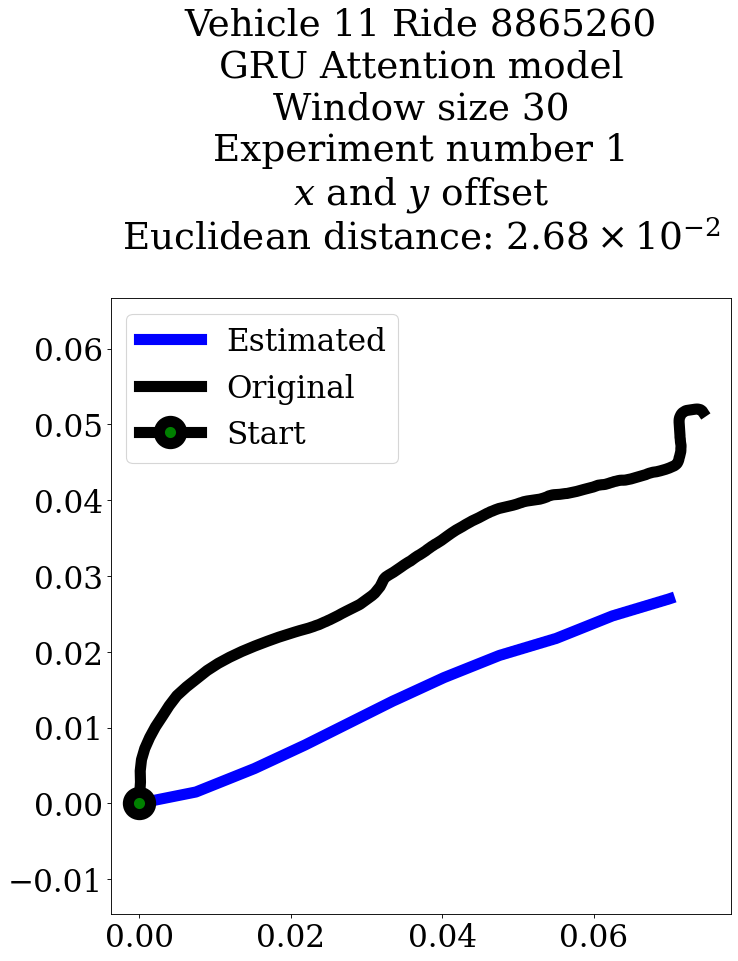 Vehicle 11 Ride 8865260
GRU Attention model
Window size 30
Experiment number 1
x and y offset
Euclidean distance: 2.68 × 10⁻²
Estimated
Original
Start
0.06
0.05
0.04
0.03
0.02
0.01
0.00
−0.01
0.00 0.02 0.04 0.06